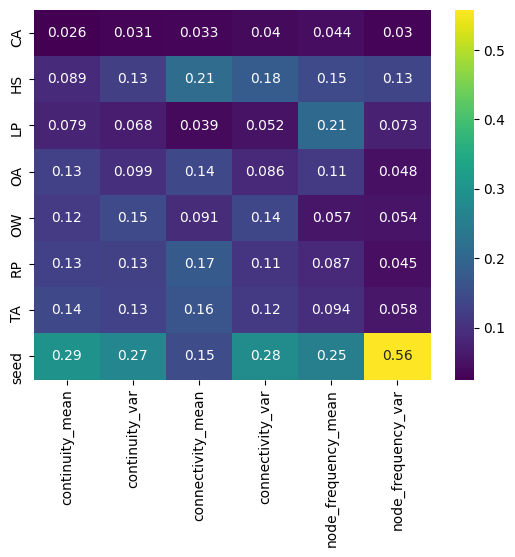 CA 0.026 0.031 0.033 0.04 0.044 0.03
HS 0.089 0.13 0.21 0.18 0.15 0.13
LP 0.079 0.068 0.039 0.052 0.21 0.073
OA 0.13 0.099 0.14 0.086 0.11 0.048
OW 0.12 0.15 0.091 0.14 0.057 0.054
RP 0.13 0.13 0.17 0.11 0.087 0.045
TA 0.14 0.13 0.16 0.12 0.094 0.058
seed 0.29 0.27 0.15 0.28 0.25 0.56
continuity_mean
continuity_var
connectivity_mean
connectivity_var
node_frequency_mean
node_frequency_var
0.5
0.4
0.3
0.2
0.1